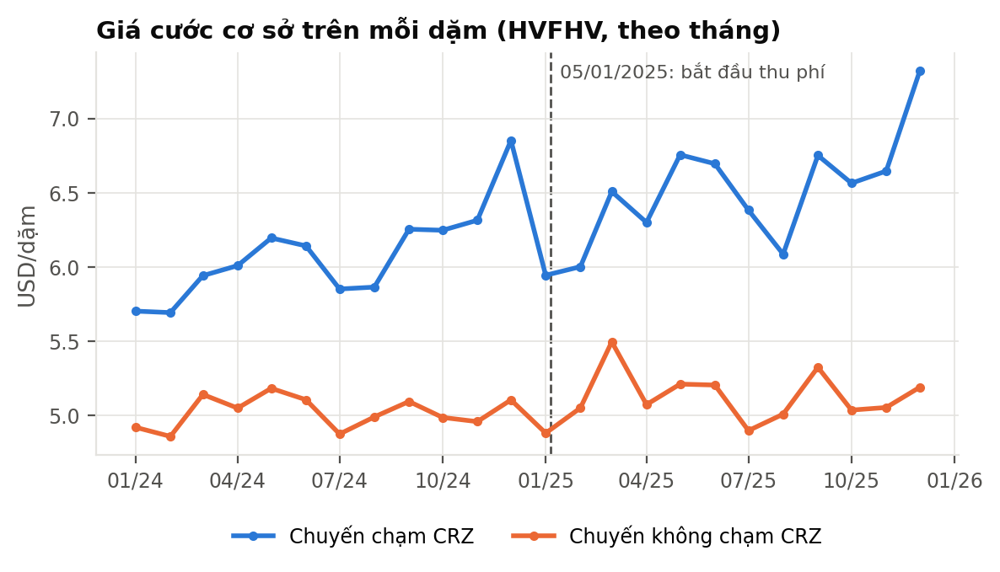 Giá cước cơ sở trên mỗi dặm (HVFHV, theo tháng)
05/01/2025: bắt đầu thu phí
USD/dặm
7.0
6.5
6.0
5.5
5.0
01/24 04/24 07/24 10/24 01/25 04/25 07/25 10/25 01/26
Chuyến chạm CRZ Chuyến không chạm CRZ